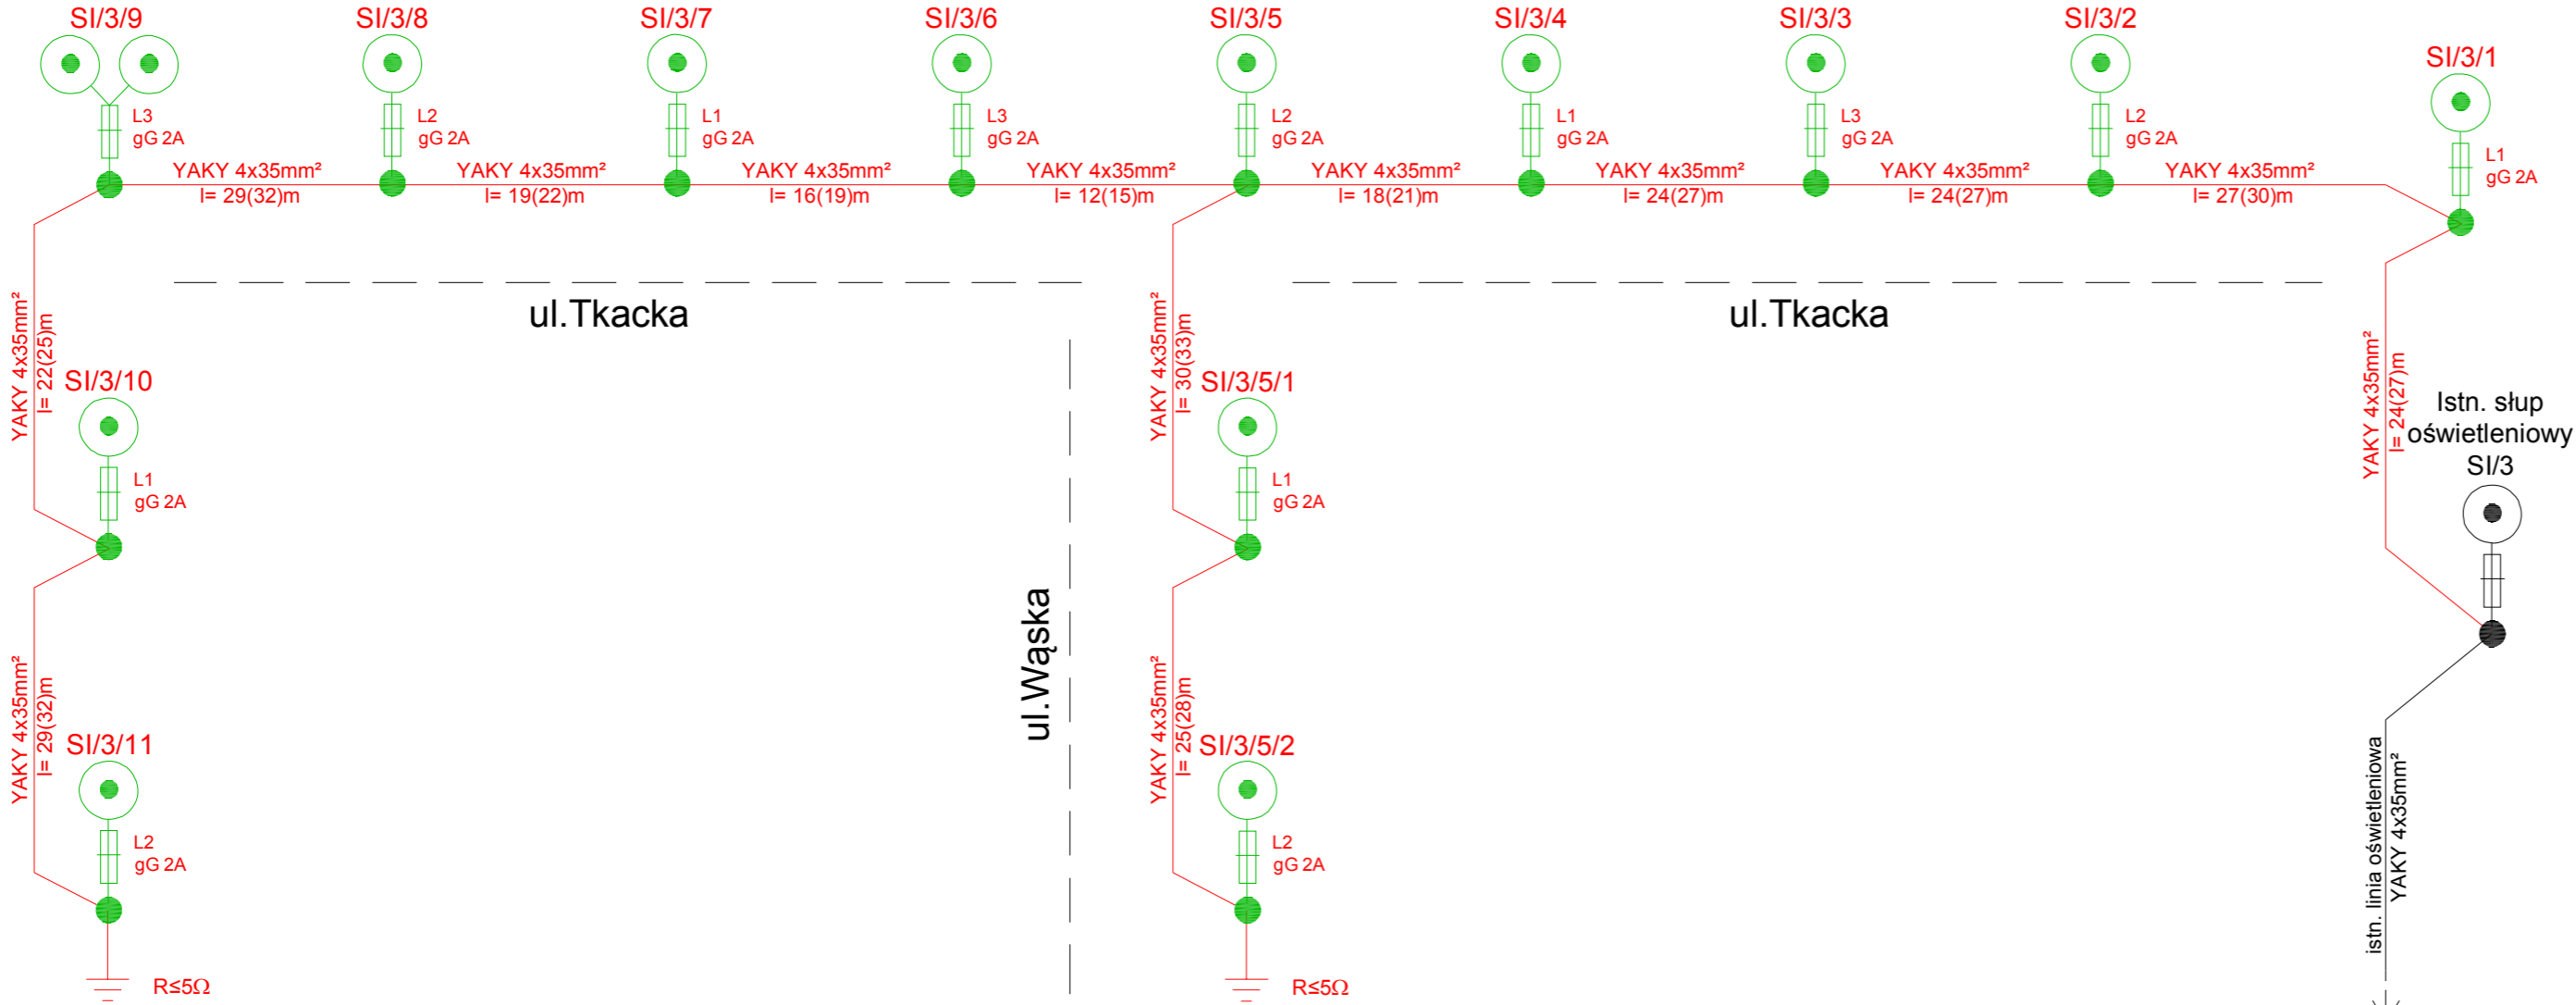 SI/3/9
SI/3/8
SI/3/7
SI/3/6
SI/3/5
SI/3/4
SI/3/3
SI/3/2
SI/3/1
L3
gG 2A
L2
gG 2A
L1
gG 2A
L3
gG 2A
L2
gG 2A
L1
gG 2A
L3
gG 2A
L2
gG 2A
L1
gG 2A
YAKY 4x35mm²
l= 29(32)m
YAKY 4x35mm²
l= 19(22)m
YAKY 4x35mm²
l= 16(19)m
YAKY 4x35mm²
l= 12(15)m
YAKY 4x35mm²
l= 18(21)m
YAKY 4x35mm²
l= 24(27)m
YAKY 4x35mm²
l= 24(27)m
YAKY 4x35mm²
l= 27(30)m
ul.Tkacka
ul.Tkacka
YAKY 4x35mm²
l= 22(25)m
SI/3/10
L1
gG 2A
YAKY 4x35mm²
l= 30(33)m
SI/3/5/1
L1
gG 2A
YAKY 4x35mm²
l= 24(27)m
Istn. słup
oświetleniowy
SI/3
ul.Wąska
YAKY 4x35mm²
l= 29(32)m
SI/3/11
L2
gG 2A
YAKY 4x35mm²
l= 25(28)m
SI/3/5/2
L2
gG 2A
istn. linia oświetleniowa
YAKY 4x35mm²
R≤5Ω
R≤5Ω